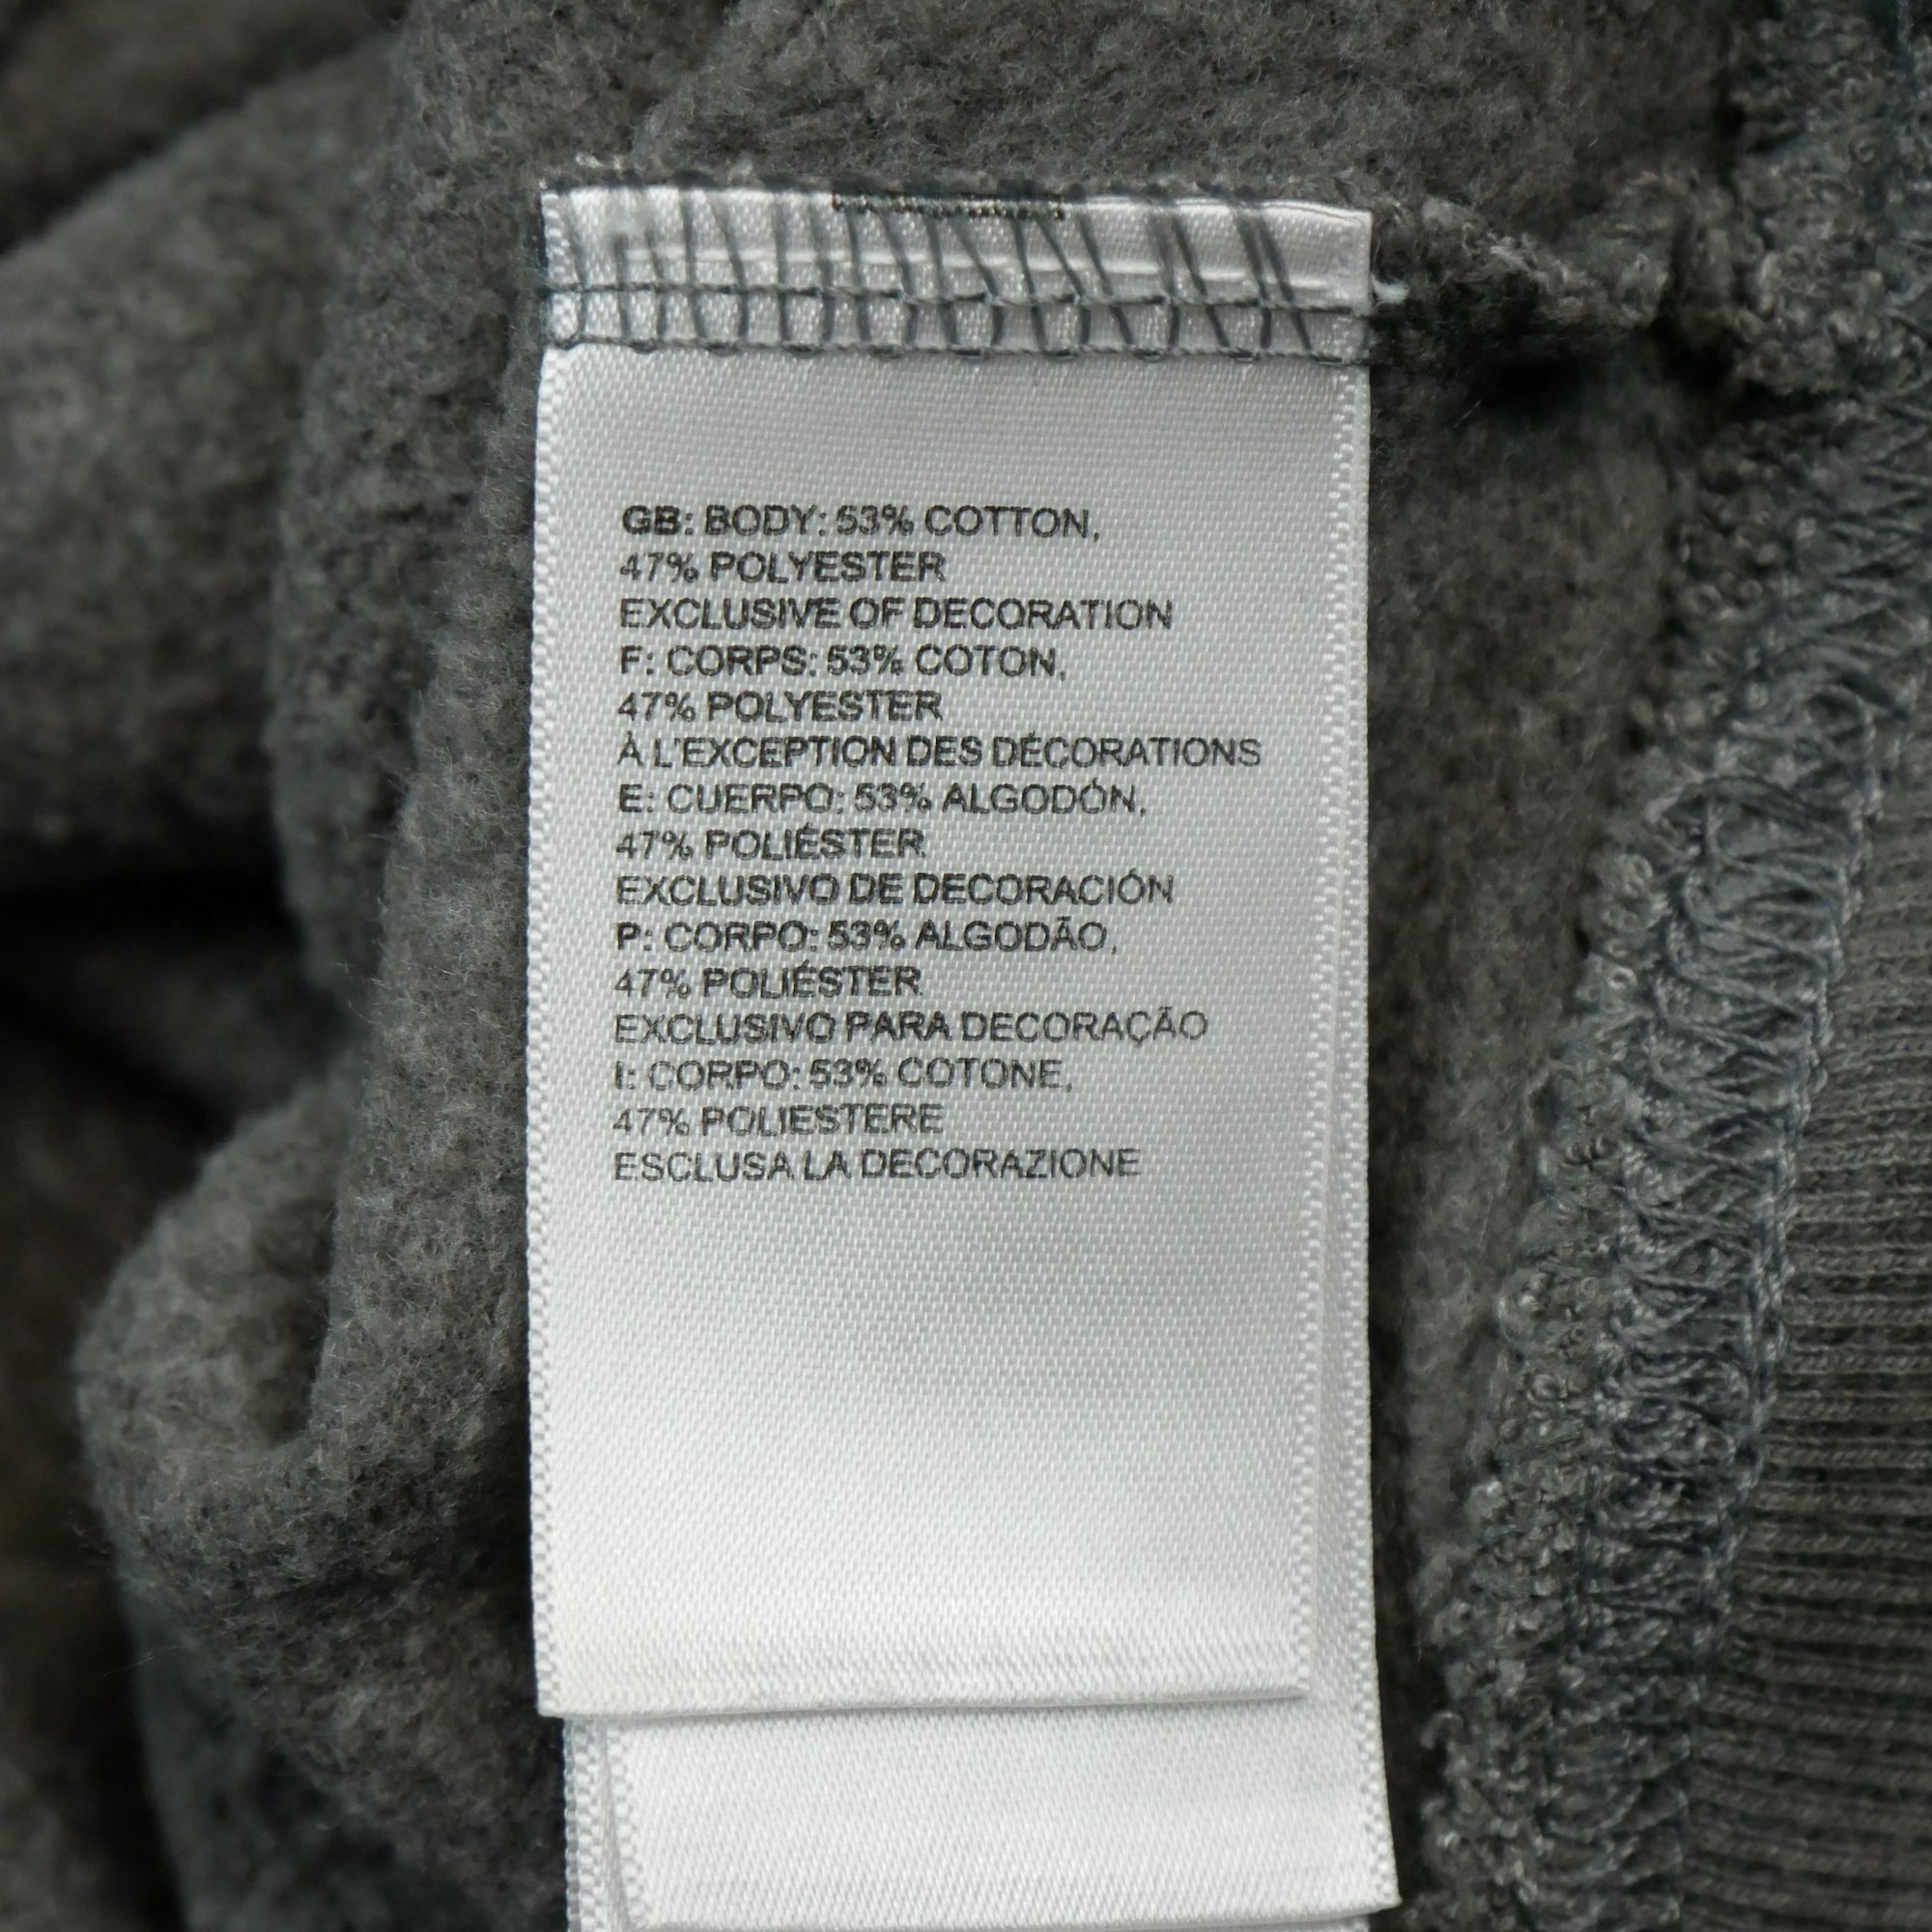 GB: BODY: 53% COTTON,
47% POLYESTER
EXCLUSIVE OF DECORATION
F: CORPS: 53% COTON,
47% POLYESTER
À L'EXCEPTION DES DÉCORATIONS
E: CUERPO: 53% ALGODÓN,
47% POLIÉSTER
EXCLUSIVO DE DECORACIÓN
P: CORPO: 53% ALGODÃO,
47% POLIÉSTER
EXCLUSIVO PARA DECORAÇÃO
I: CORPO: 53% COTONE,
47% POLIESTERE
ESCLUSA LA DECORAZIONE